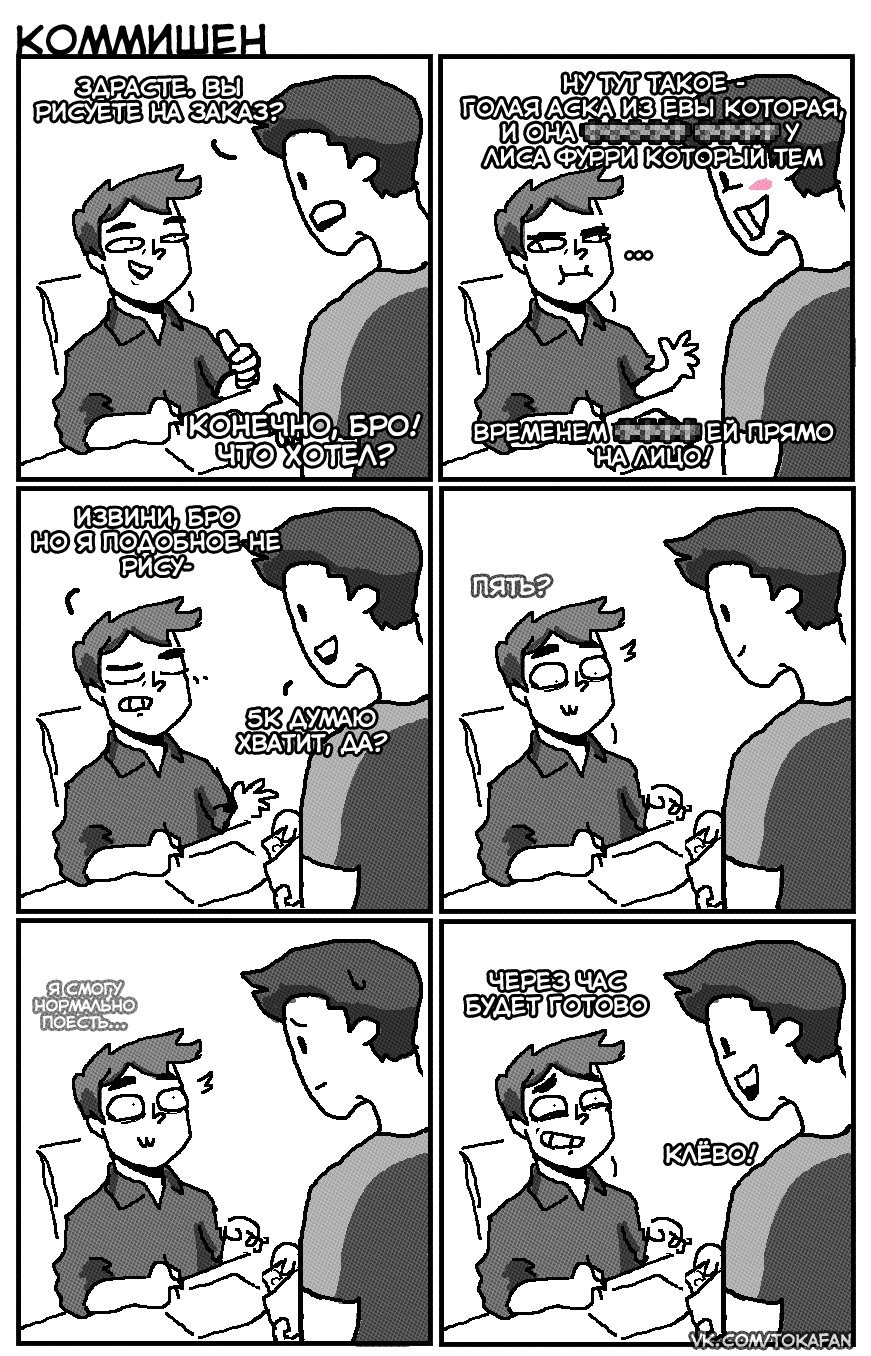 КОММИШЕН
ЗДРАСТЕ. ВЫ
РИСУЕТЕ НА ЗАКАЗ?
КОНЕЧНО, БРО!
ЧТО ХОТЕЛ?
НУ ТУТ ТАКОЕ -
ГОЛАЯ АСКА ИЗ ЕВЫ КОТОРАЯ,
И ОНА У
ЛИСА ФУРРИ КОТОРЫЙ ТЕМ
...
ВРЕМЕНЕМ ЕЙ ПРЯМО
НА ЛИЦО!
ИЗВИНИ, БРО
НО Я ПОДОБНОЕ НЕ
РИСУ-
5К ДУМАЮ
ХВАТИТ, ДА?
ПЯТЬ?
Я СМОГУ
НОРМАЛЬНО
ПОЕСТЬ...
ЧЕРЕЗ ЧАС
БУДЕТ ГОТОВО
КЛЁВО!
VK.COM/TOKAFAN